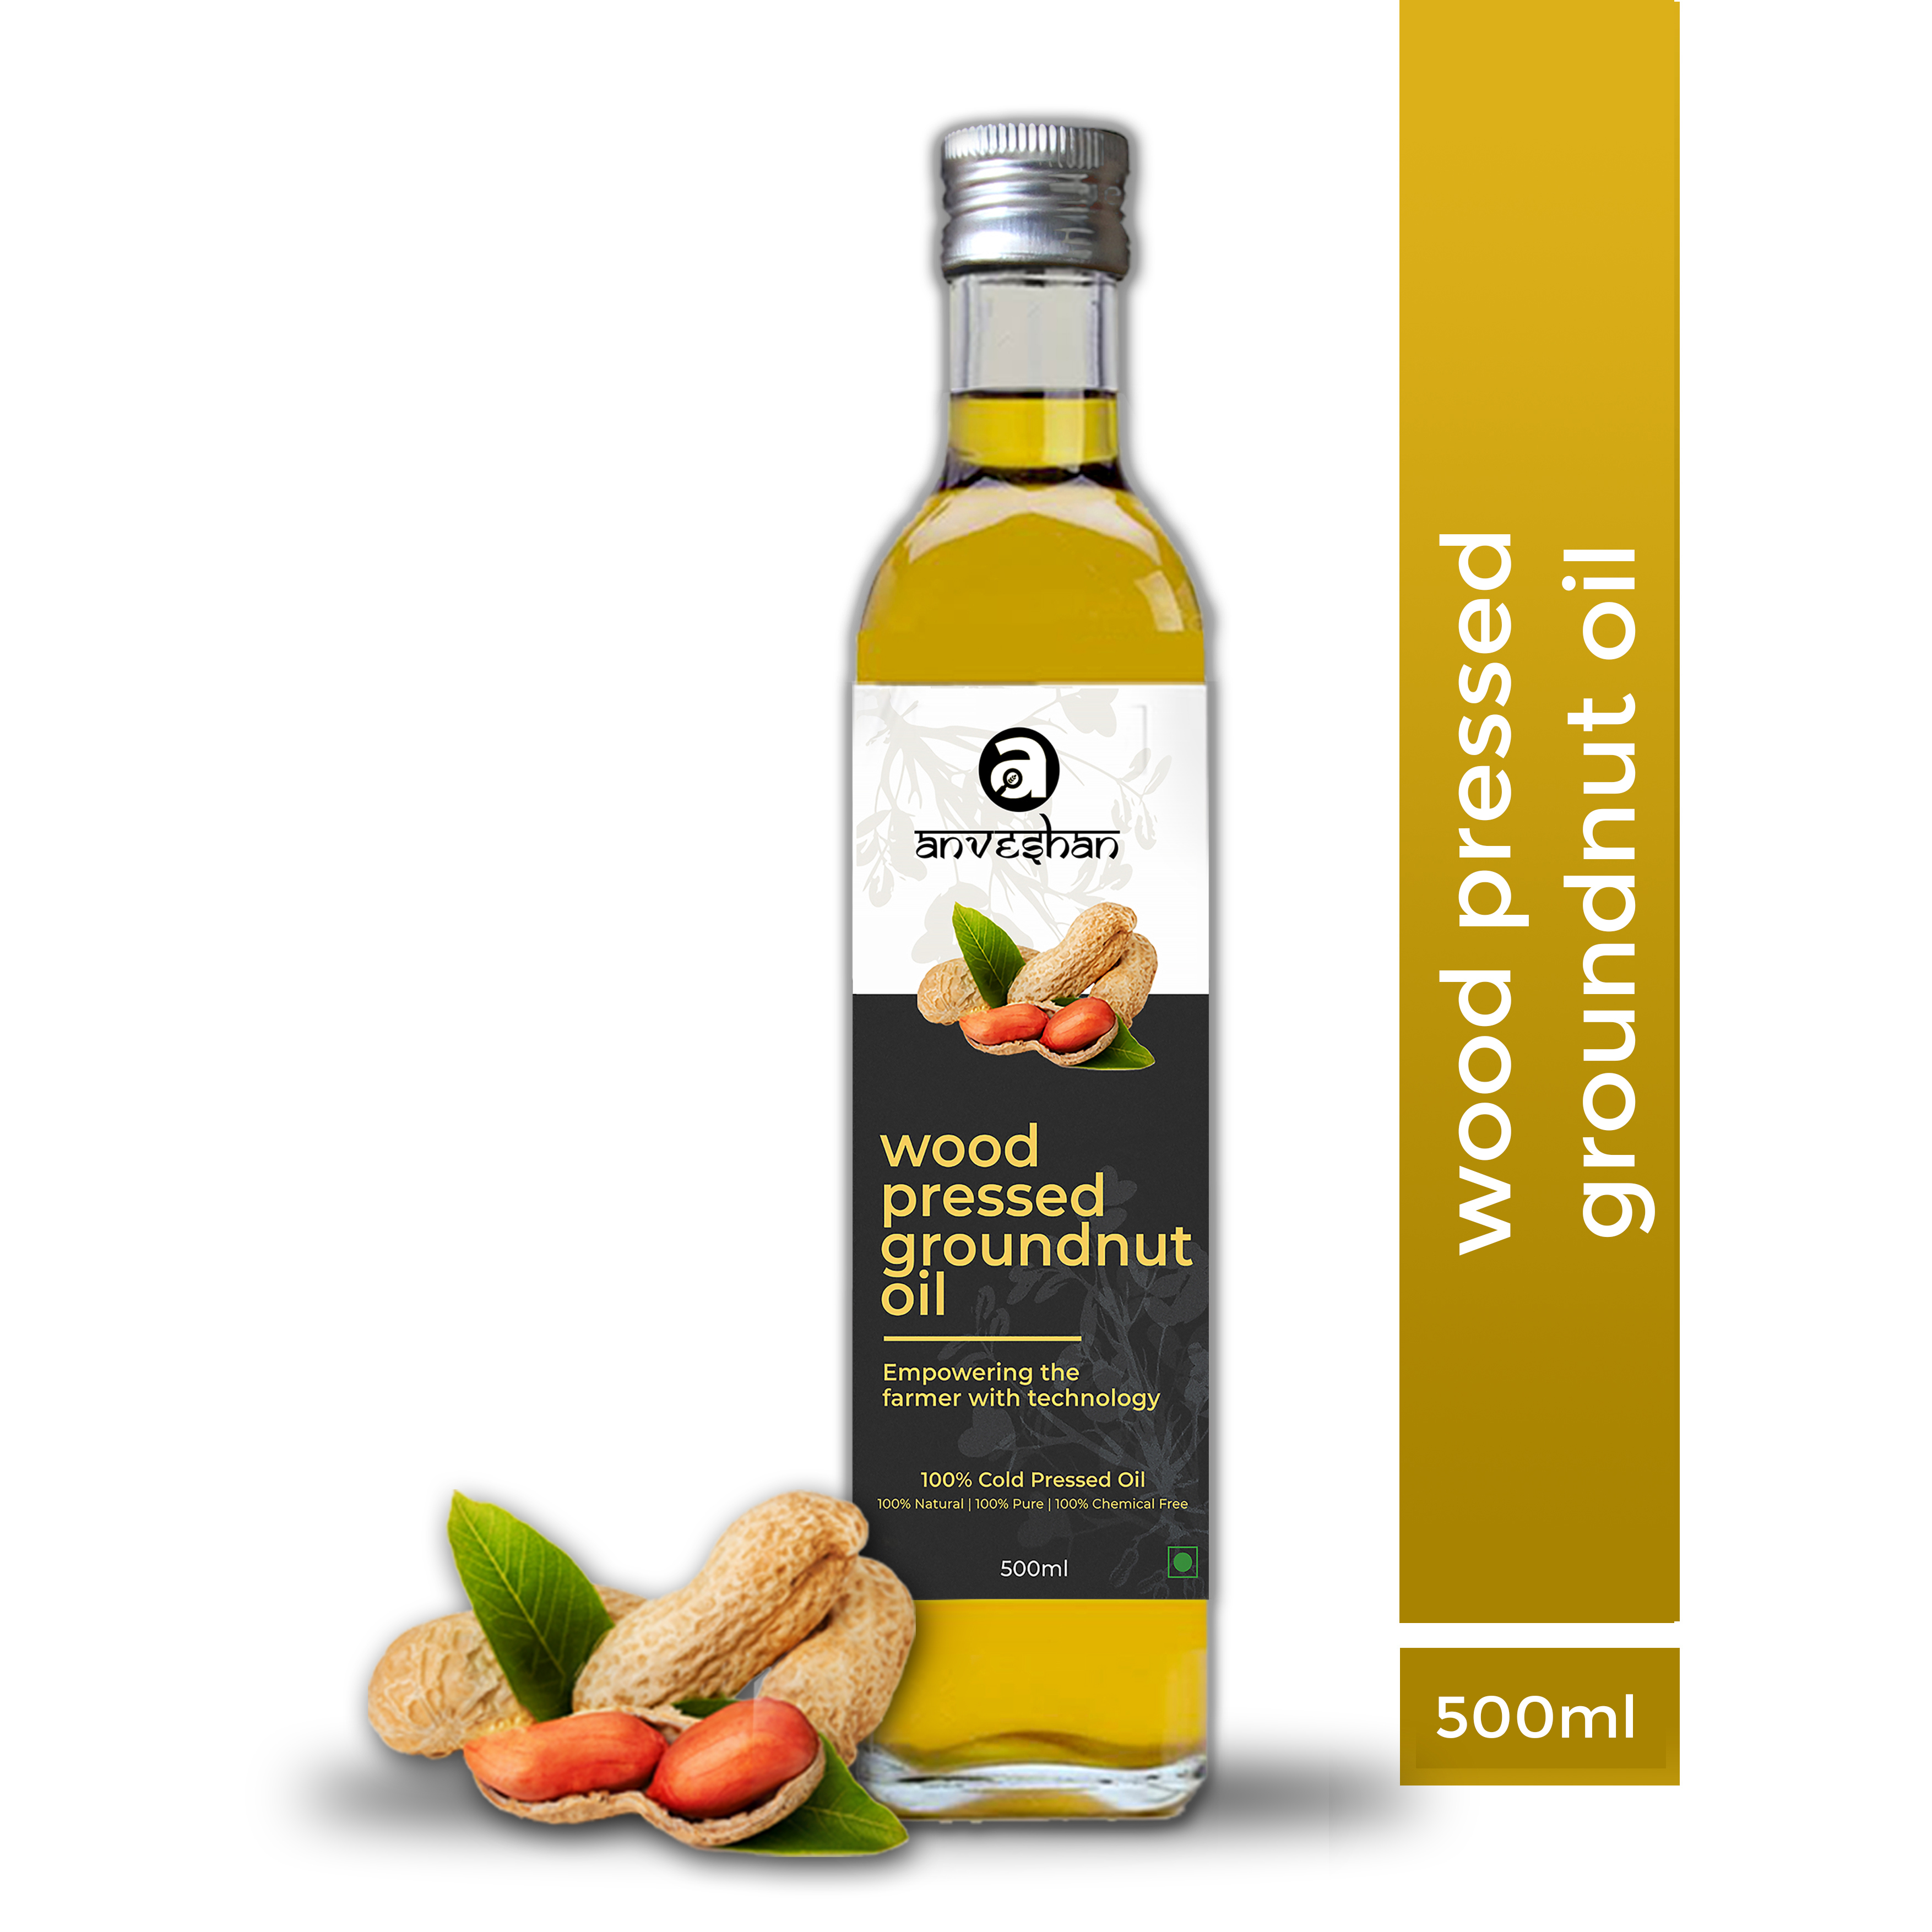 a
anveshan
wood
pressed
groundnut
oil
Empowering the
farmer with technology
100% Cold Pressed Oil
100% Natural | 100% Pure | 100% Chemical Free
500ml
wood pressed
groundnut oil
500ml